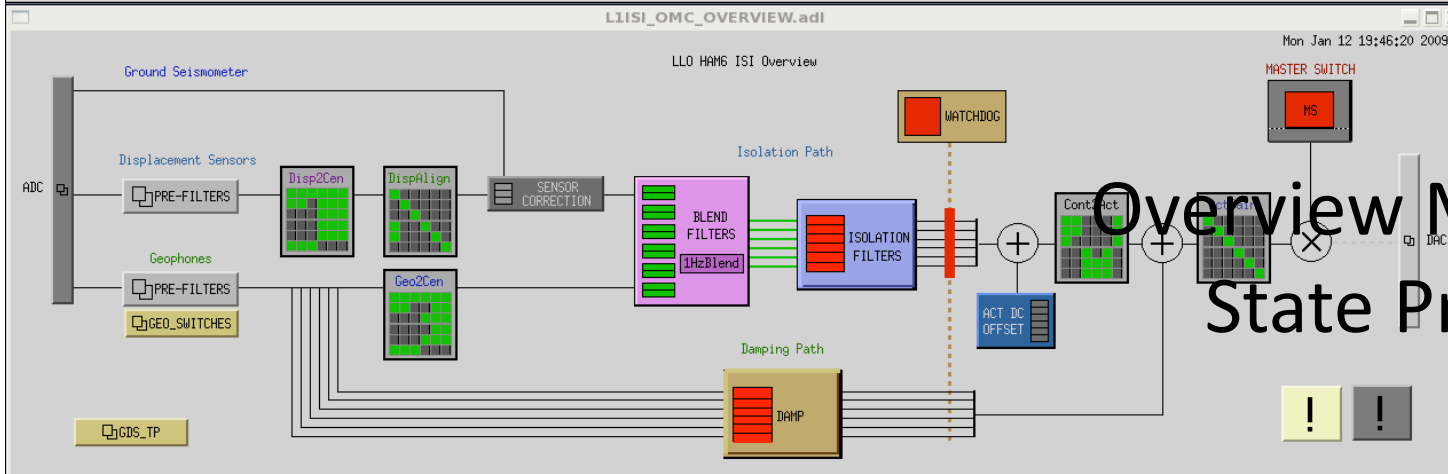 L1ISI_OMC_OVERVIEW.adl
Mon Jan 12 19:46:20 2009
LLO HAM6 ISI Overview
Ground Seismometer
MASTER SWITCH
MS
WATCHDOG
Displacement Sensors
Isolation Path
ADC
PRE-FILTERS
Disp2Cen
DispAlign
SENSOR
CORRECTION
BLEND
FILTERS
1HzBlend
ISOLATION
FILTERS
Cont2Act
Overview M
DAC
Geophones
PRE-FILTERS
GEO_SWITCHES
Geo2Cen
ACT DC
OFFSET
State Pr
Damping Path
DAMP
GDS_TP
!
!